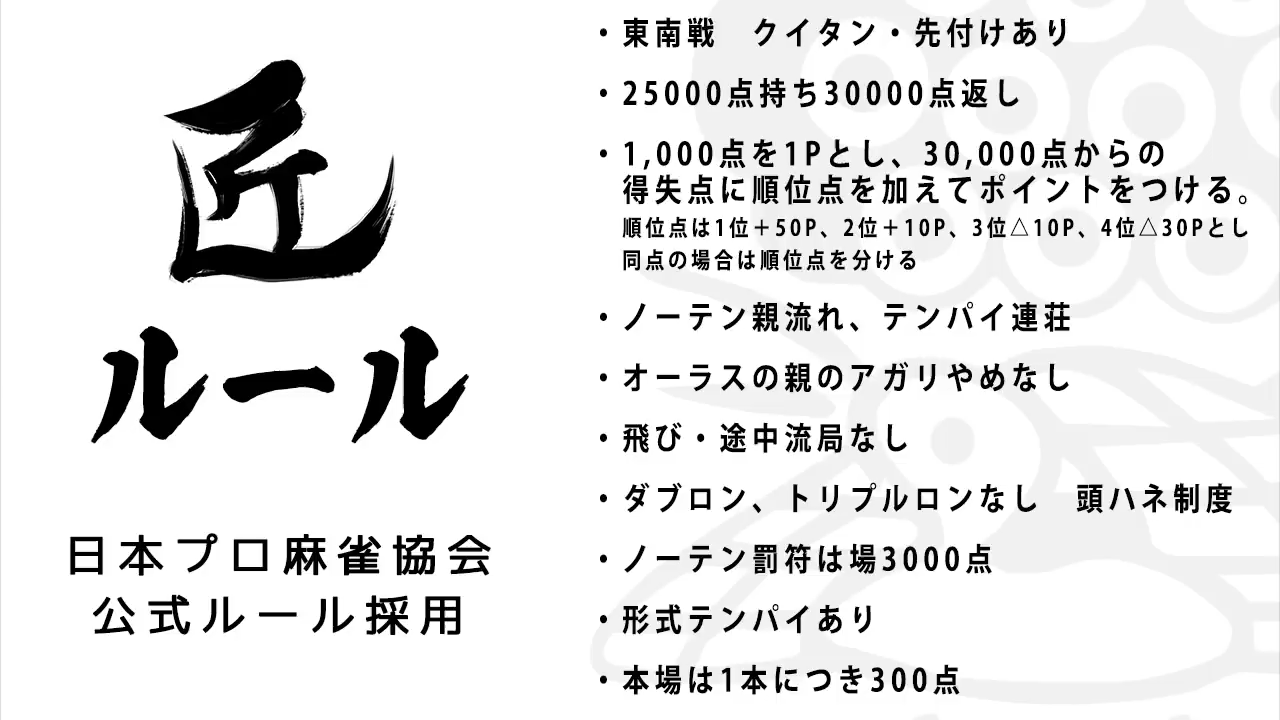 匠
ルール
日本プロ麻雀協会
公式ルール採用
・東南戦　クイタン・先付けあり
・25000点持ち30000点返し
・1,000点を1Pとし、30,000点からの
得失点に順位点を加えてポイントをつける。
順位点は1位＋50P、2位＋10P、3位△10P、4位△30Pとし
同点の場合は順位点を分ける
・ノーテン親流れ、テンパイ連荘
・オーラスの親のアガリやめなし
・飛び・途中流局なし
・ダブロン、トリプルロンなし　頭ハネ制度
・ノーテン罰符は場3000点
・形式テンパイあり
・本場は1本につき300点